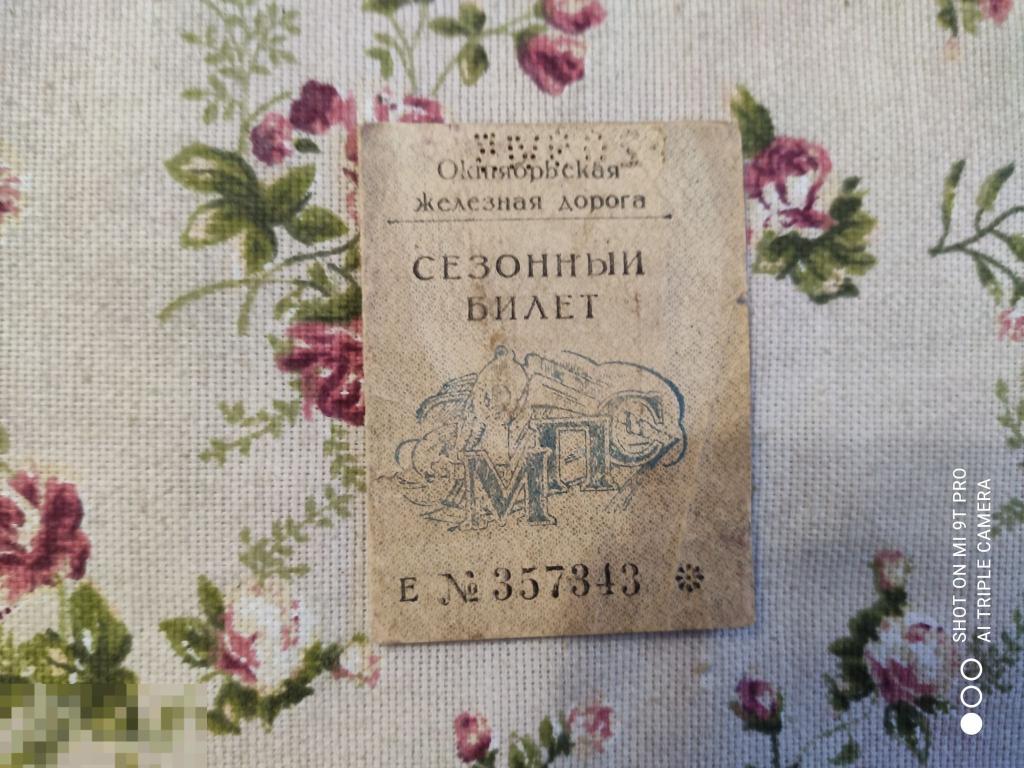 Октябрьская
железная дорога
СЕЗОННЫЙ
БИЛЕТ
МПС
Е № 357343
SHOT ON MI 9T PRO
AI TRIPLE CAMERA